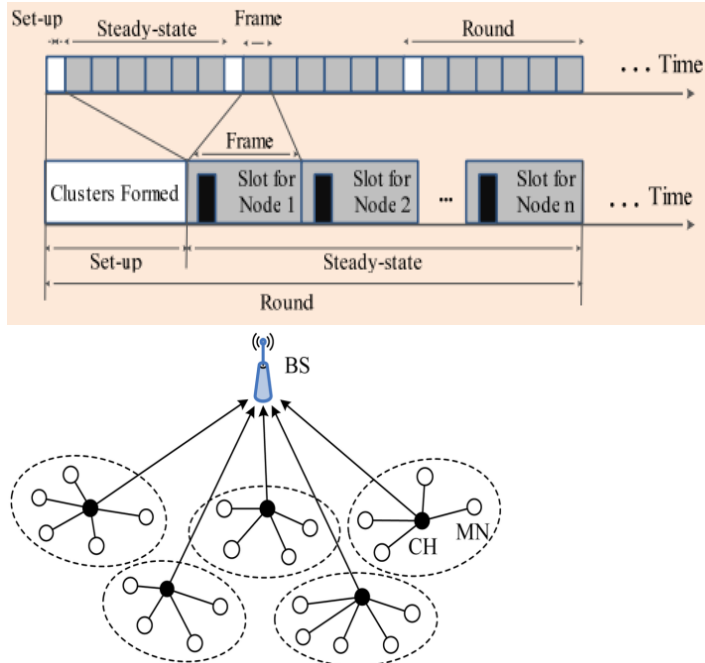 Set-up
Steady-state
Frame
Round
... Time
Frame
Clusters Formed
Slot for
Node 1
Slot for
Node 2
...
Slot for
Node n
... Time
Set-up
Steady-state
Round
BS
CH
MN